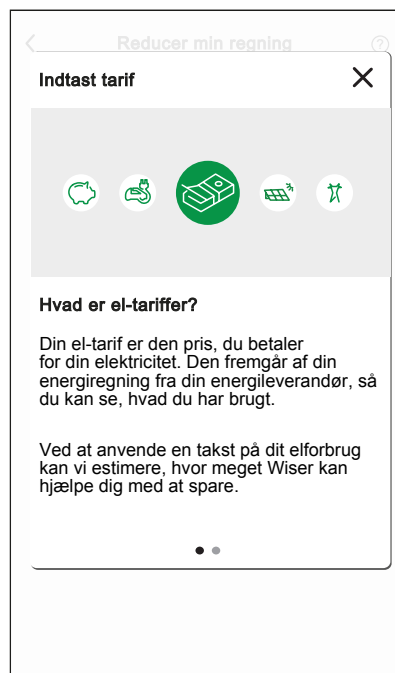 Reducer min regning
Indtast tarif
Hvad er el-tariffer?
Din el-tarif er den pris, du betaler
for din elektricitet. Den fremgår af din
energiregning fra din energileverandør, så
du kan se, hvad du har brugt.
Ved at anvende en takst på dit elforbrug
kan vi estimere, hvor meget Wiser kan
hjælpe dig med at spare.